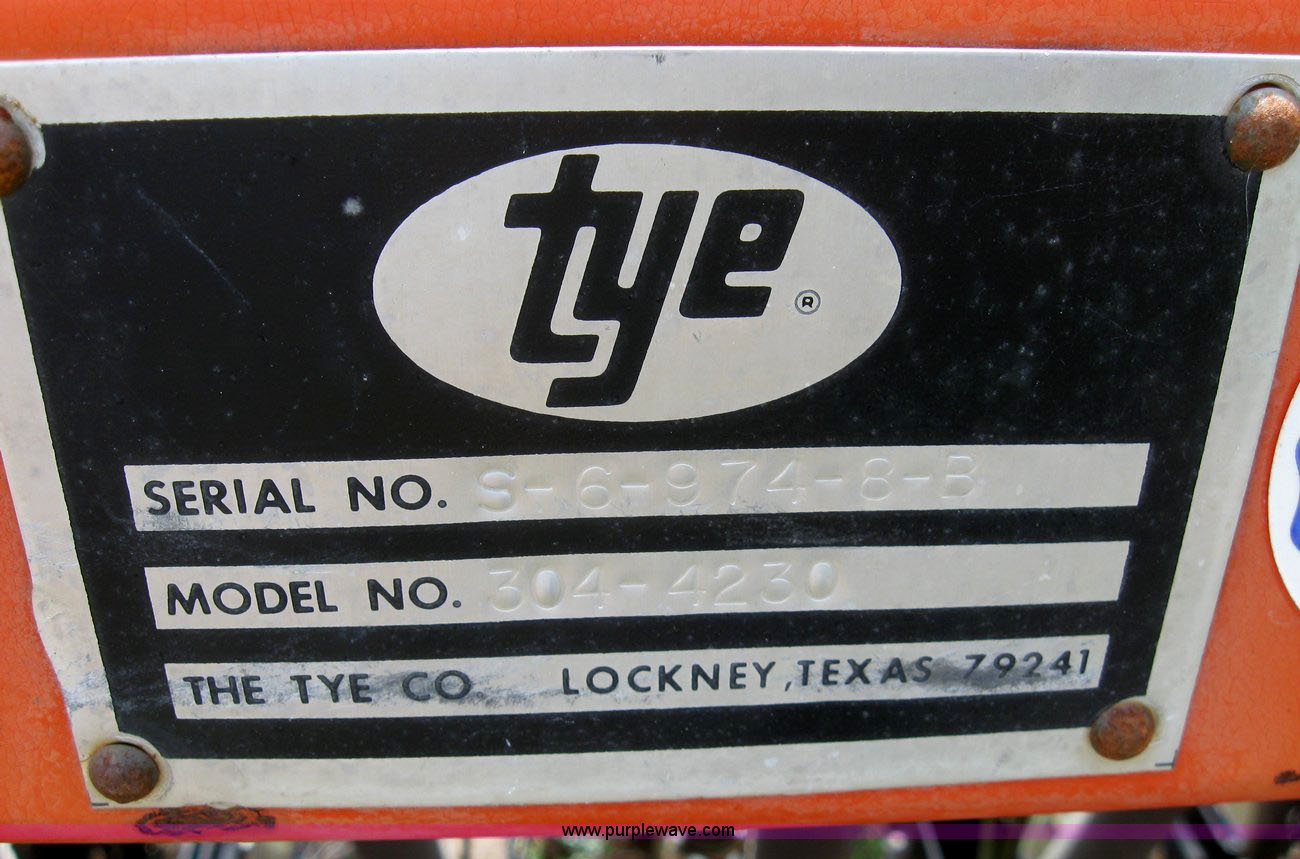 tye ®
SERIAL NO. S-6-974-8-B
MODEL NO. 304-4230
THE TYE CO. LOCKNEY, TEXAS 79241
www.purplewave.com